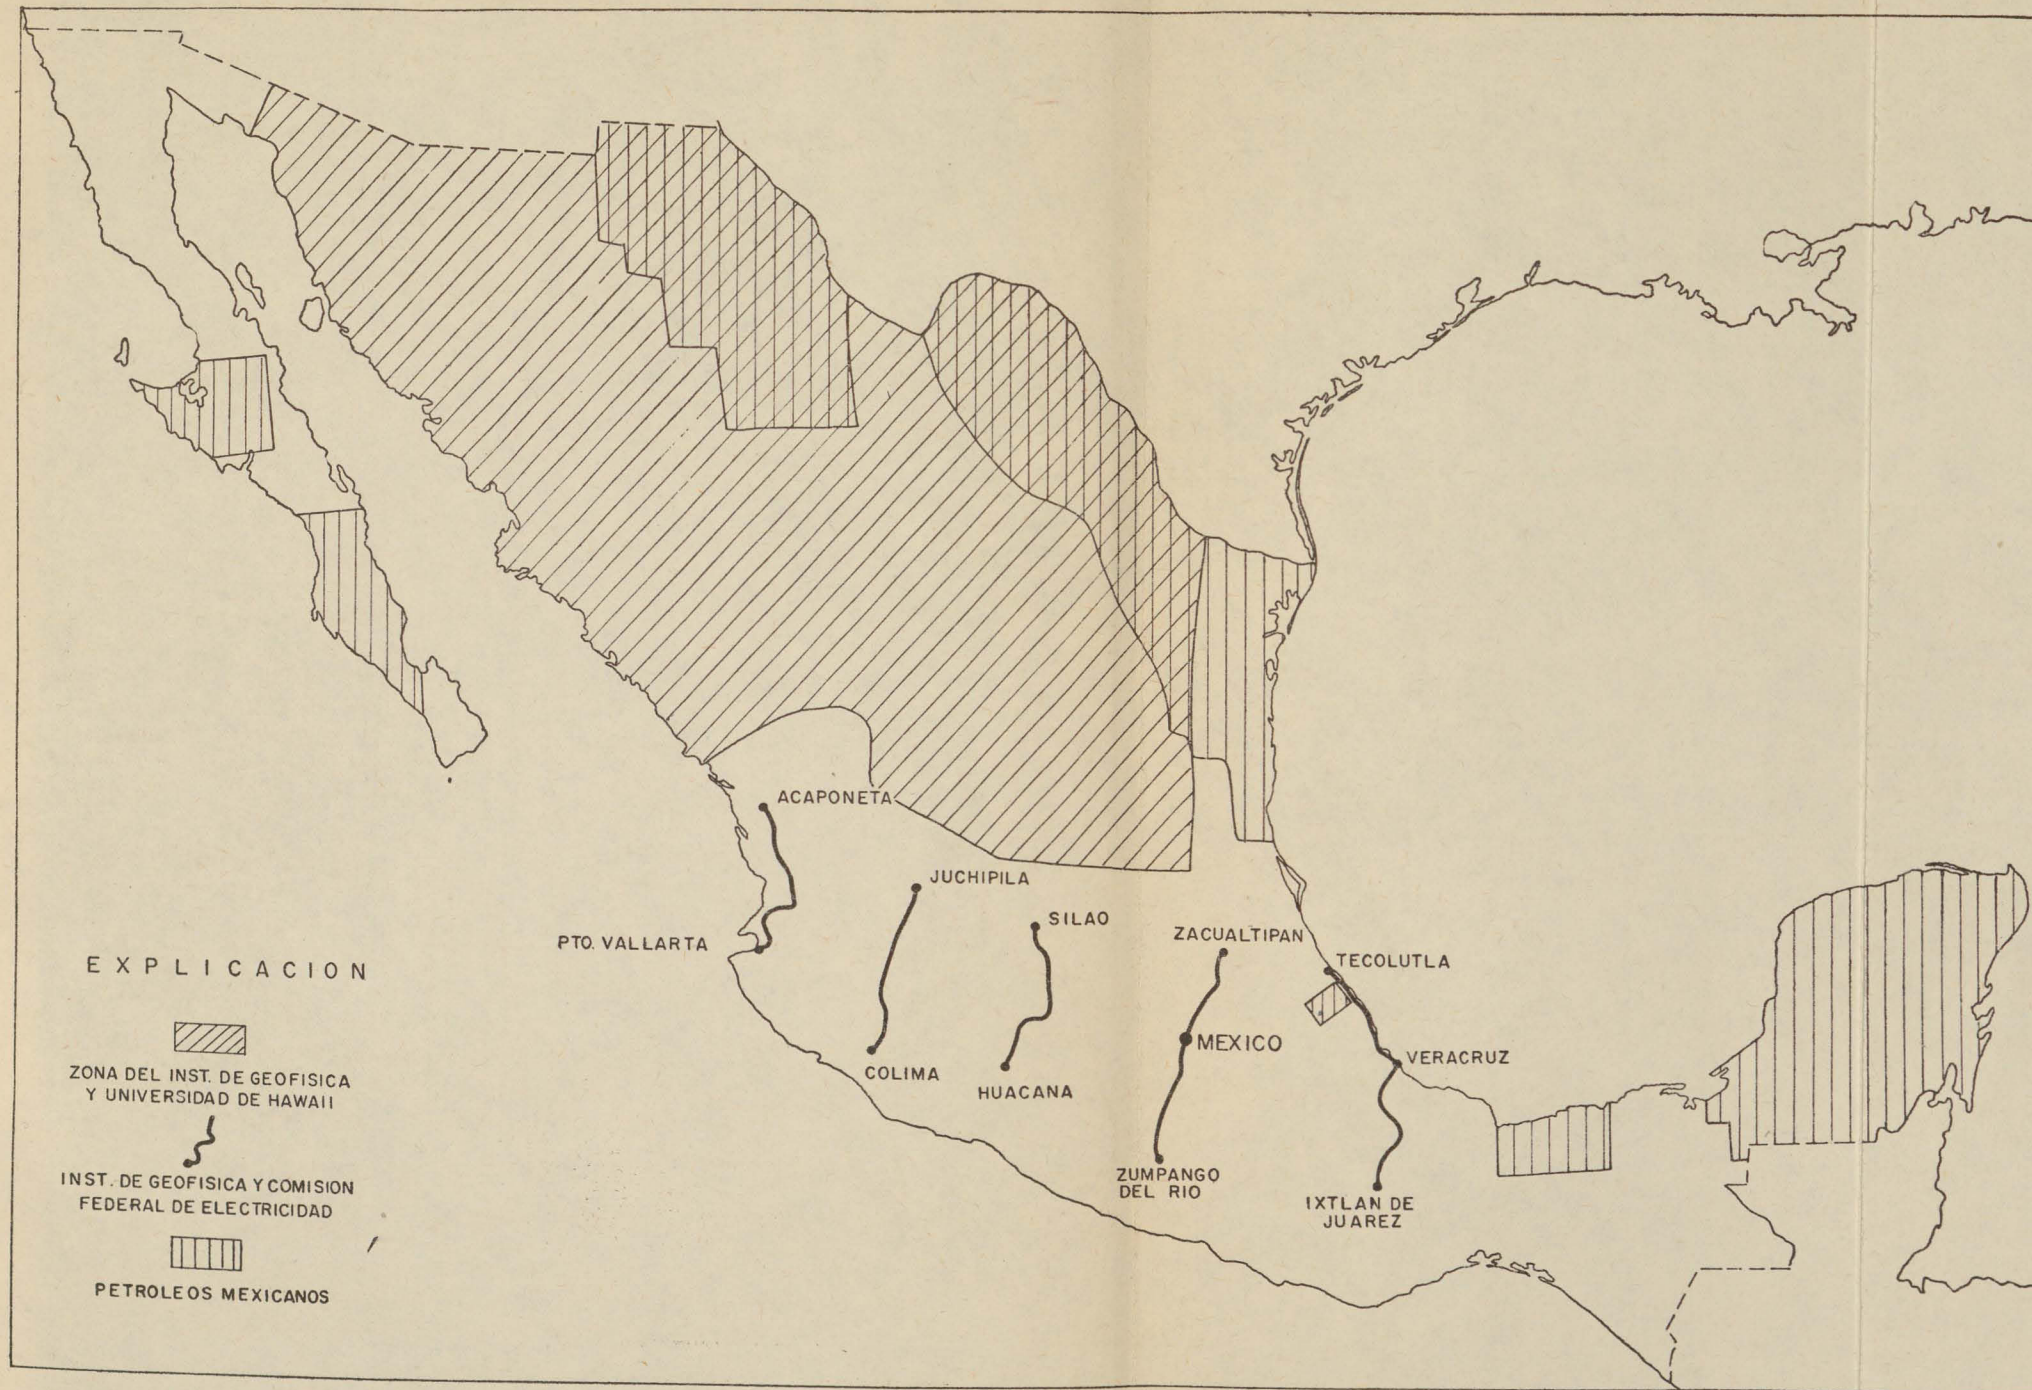 ACAPONETA
JUCHIPILA
SILAO
ZACUALTIPAN
PTO. VALLARTA
TECOLUTLA
MEXICO
VERACRUZ
COLIMA
HUACANA
ZUMPANGO
DEL RIO
IXTLAN DE
JUAREZ
EXPLICACION
ZONA DEL INST. DE GEOFISICA
Y UNIVERSIDAD DE HAWAII
INST. DE GEOFISICA Y COMISION
FEDERAL DE ELECTRICIDAD
PETROLEOS MEXICANOS